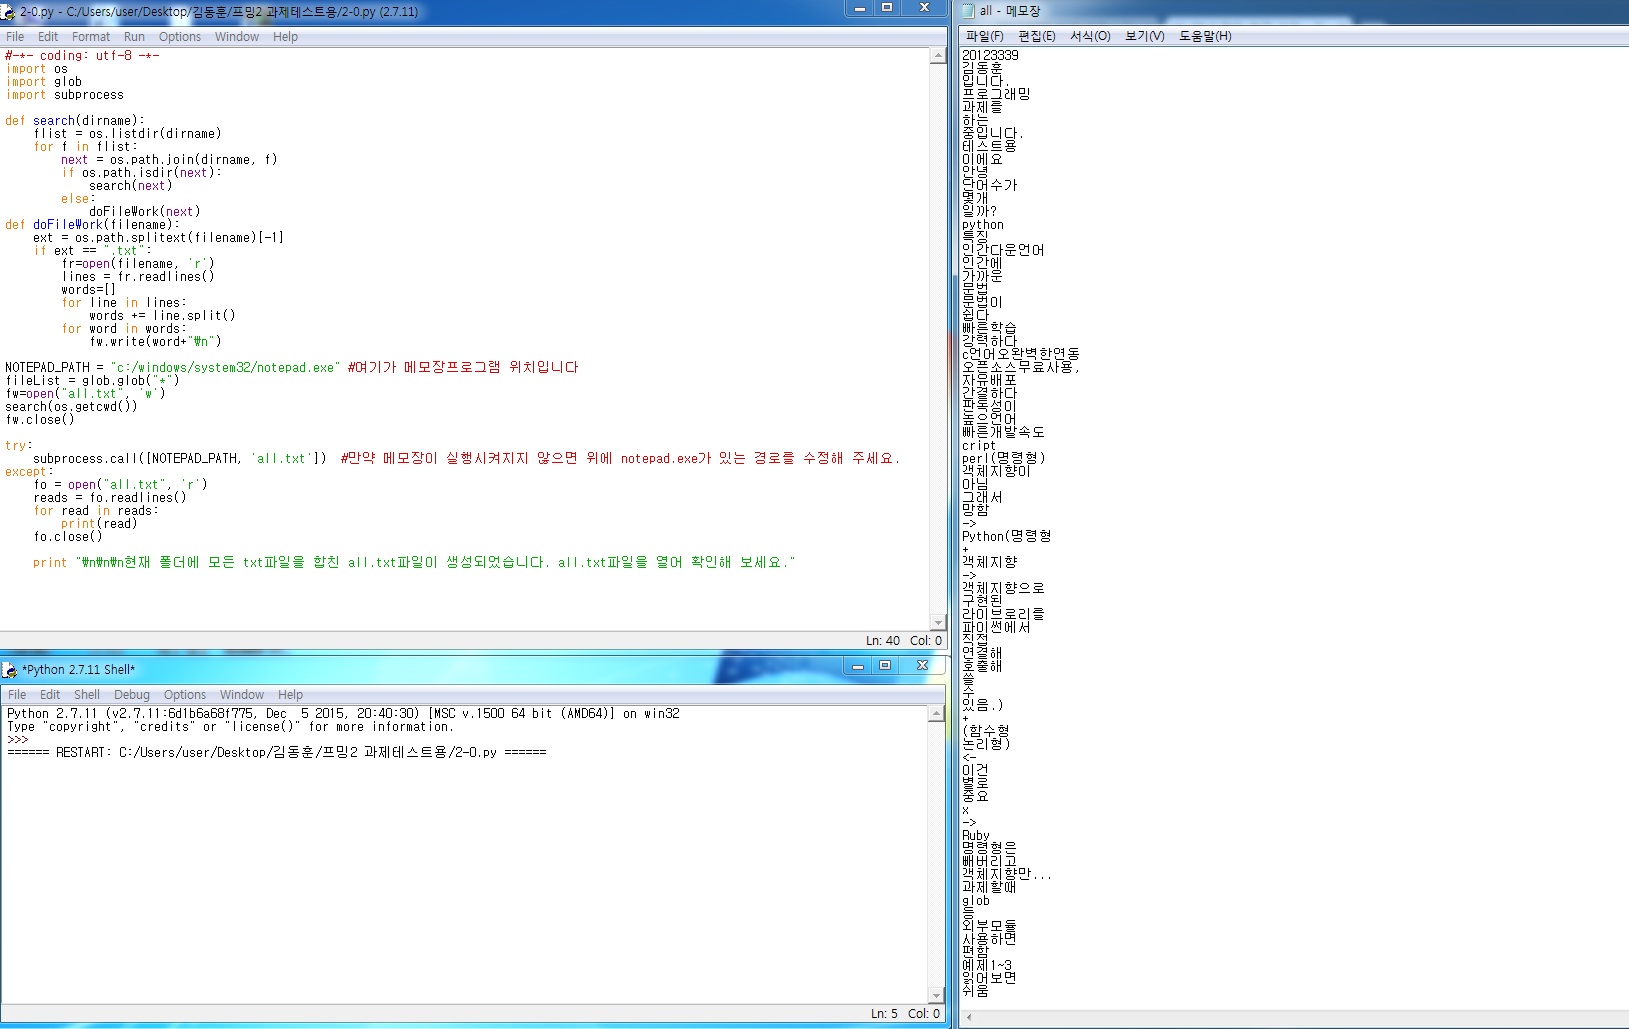 2-0.py - C:/Users/user/Desktop/김동훈/프밍2 과제테스트용/2-0.py (2.7.11)
File Edit Format Run Options Window Help
#-*- coding: utf-8 -*-
import os
import glob
import subprocess
def search(dirname):
flist = os.listdir(dirname)
for f in flist:
next = os.path.join(dirname, f)
if os.path.isdir(next):
search(next)
else:
doFileWork(next)
def doFileWork(filename):
ext = os.path.splitext(filename)[-1]
if ext == ".txt":
fr=open(filename, 'r')
lines = fr.readlines()
words=[]
for line in lines:
words += line.split()
for word in words:
fw.write(word+"₩n")
NOTEPAD_PATH = "c:/windows/system32/notepad.exe" #여기가 메모장프로그램 위치입니다
fileList = glob.glob("*")
fw=open("all.txt", 'w')
search(os.getcwd())
fw.close()
try:
subprocess.call([NOTEPAD_PATH, 'all.txt']) #만약 메모장이 실행시켜지지 않으면 위에 notepad.exe가 있는 경로를 수정해 주세요.
except:
fo = open("all.txt", 'r')
reads = fo.readlines()
for read in reads:
print(read)
fo.close()
print "₩n₩n₩n현재 폴더에 모든 txt파일을 합친 all.txt파일이 생성되었습니다. all.txt파일을 열어 확인해 보세요."
Ln: 40 Col: 0
*Python 2.7.11 Shell*
File Edit Shell Debug Options Window Help
Python 2.7.11 (v2.7.11:6d1b6a68f775, Dec 5 2015, 20:40:30) [MSC v.1500 64 bit (AMD64)] on win32
Type "copyright", "credits" or "license()" for more information.
>>>
====== RESTART: C:/Users/user/Desktop/김동훈/프밍2 과제테스트용/2-0.py ======
Ln: 5 Col: 0
all - 메모장
파일(F) 편집(E) 서식(O) 보기(V) 도움말(H)
20123339
김동훈
입니다.
프로그래밍
과제를
하는
중입니다.
테스트용
이에요
안녕
단어수가
몇개
일까?
python
특징
인간다운언어
인간에
가까운
문법
문법이
쉽다
빠른학습
강력하다
c언어오완벽한연동
오픈소스무료사용,
자유배포
간결하다
판독성이
높은언어
빠른개발속도
cript
perl(명령형)
객체지향이
아님
그래서
망함
->
Python(명령형
+
객체지향
->
객체지향으로
구현된
라이브로리를
파이썬에서
직접
연결해
호출해
쓸
수
있음.)
+
(함수형
논리형)
<-
이건
별로
중요
x
->
Ruby
명령형은
빼버리고
객체지향만...
과제할때
glob
등
외부모듈
사용하면
편함
예제1~3
읽어보면
쉬움